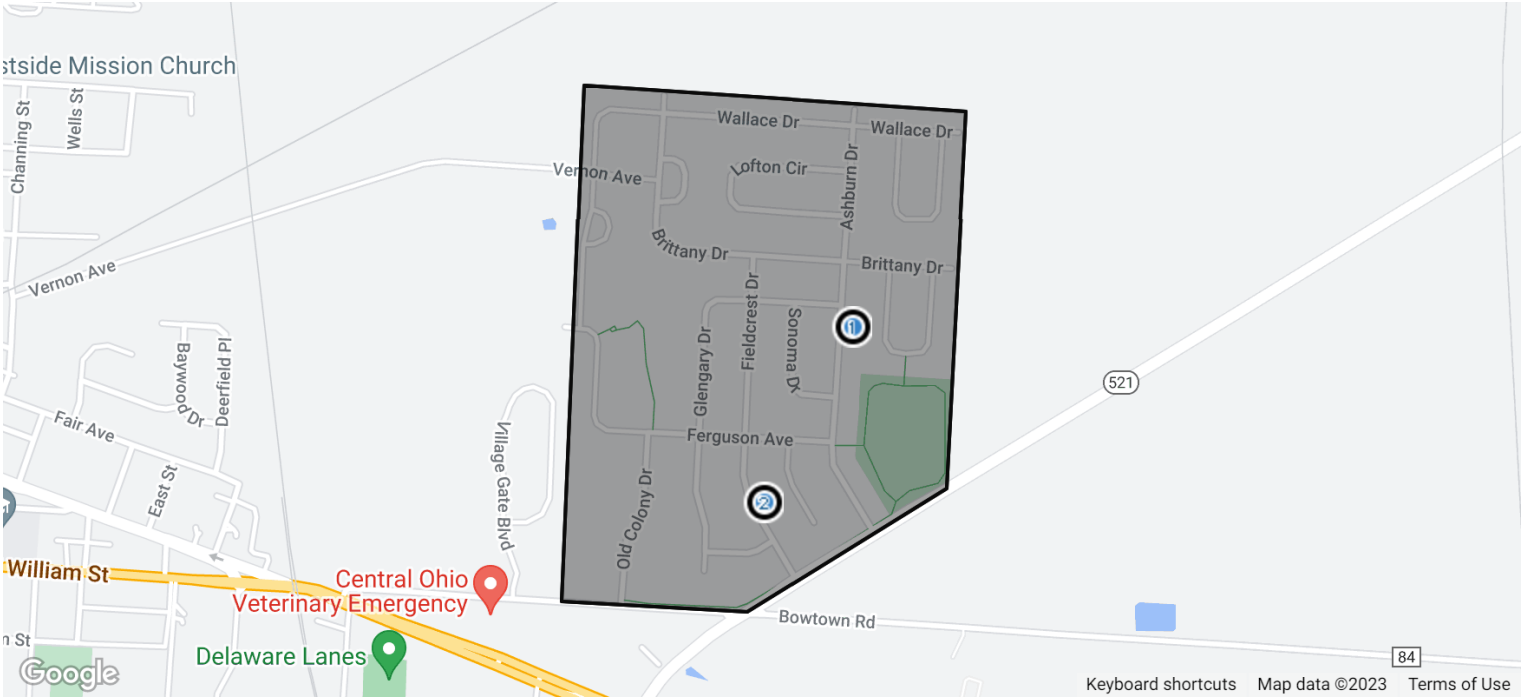 stside Mission Church
Channing St
Wells St
Wallace Dr
Wallace Dr
Vernon Ave
Lofton Cir
Ashburn Dr
Brittany Dr
Brittany Dr
Vernon Ave
Fieldcrest Dr
Sonoma Dr
Glengary Dr
1
Baywood Dr
Deerfield Pl
521
Fair Ave
Village Gate Blvd
Ferguson Ave
East St
Old Colony Dr
2
William St
Central Ohio
Veterinary Emergency
Bowtown Rd
Delaware Lanes
n St
84
Google
Keyboard shortcuts
Map data ©2023
Terms of Use